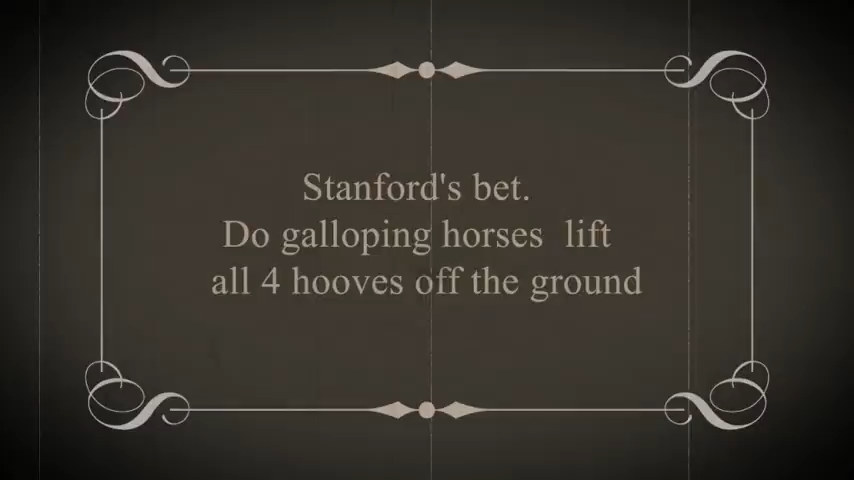 Stanford's bet.
Do galloping horses  lift
all 4 hooves off the ground